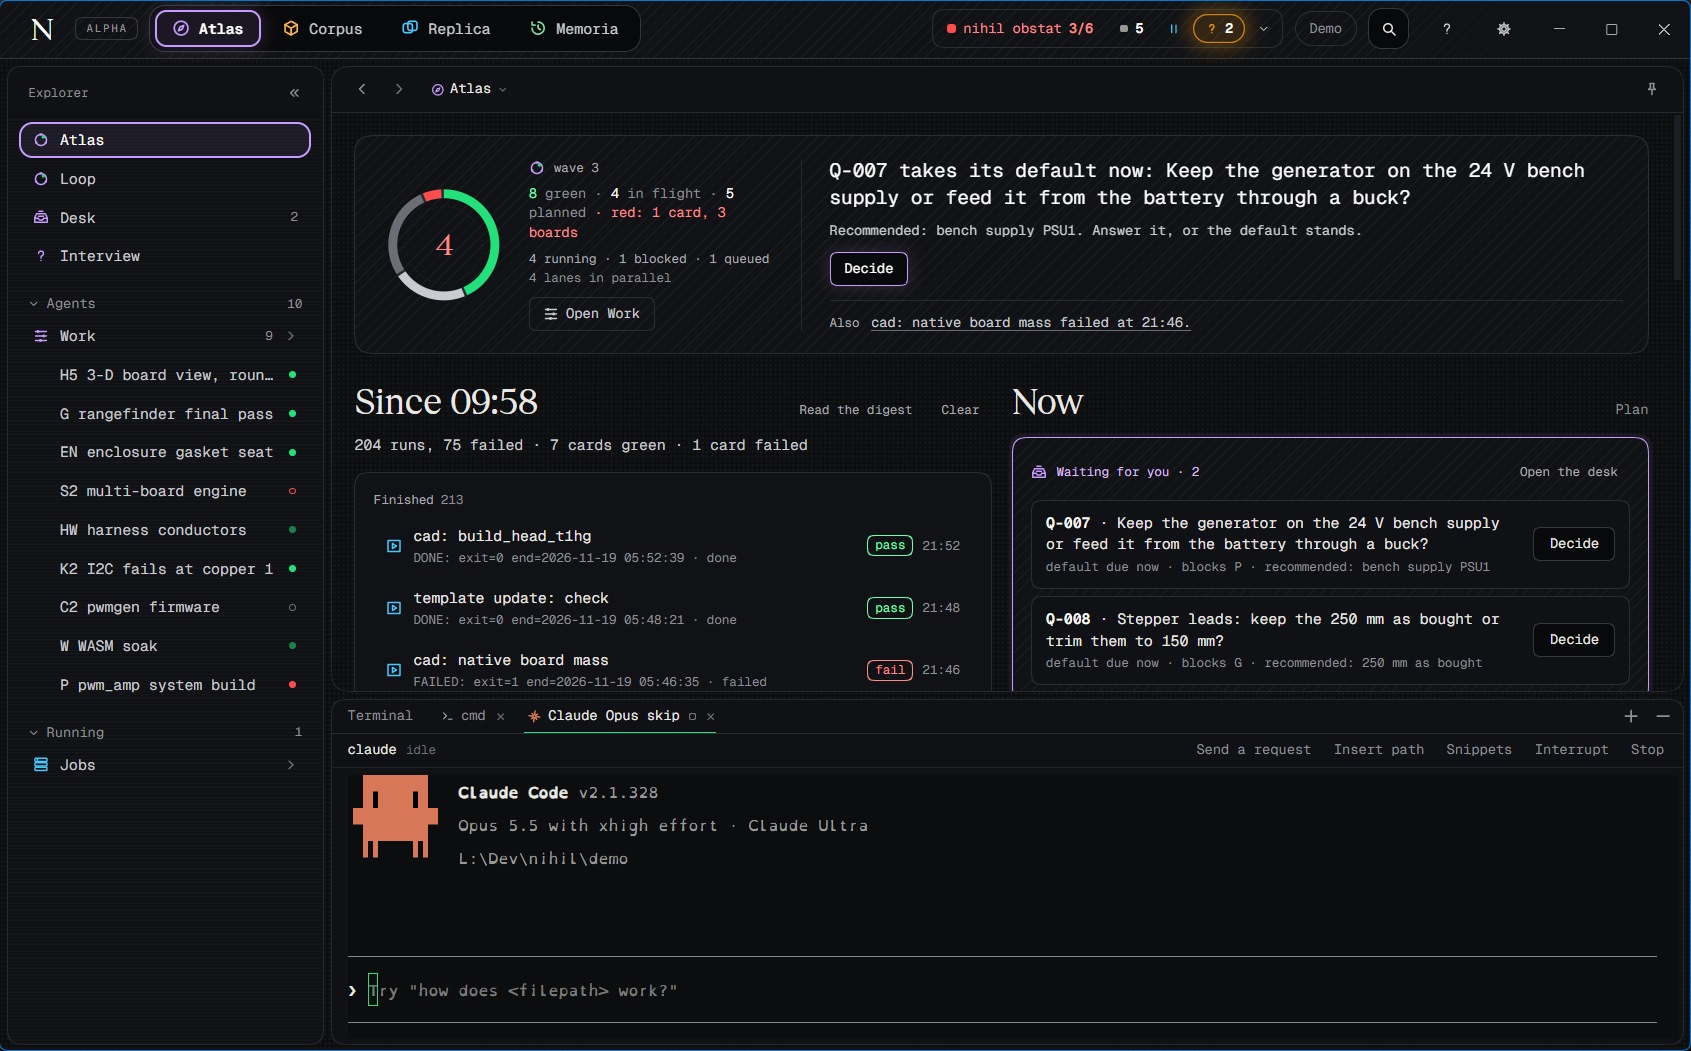 N ALPHA Atlas Corpus Replica Memoria nihil obstat 3/6 5 ? 2 Demo ?
Explorer «
Atlas
Loop
Desk 2
? Interview
Agents 10
Work 9
H5 3-D board view, roun…
G rangefinder final pass
EN enclosure gasket seat
S2 multi-board engine
HW harness conductors
K2 I2C fails at copper 1
C2 pwmgen firmware
W WASM soak
P pwm_amp system build
Running 1
Jobs
Atlas
4
wave 3
8 green · 4 in flight · 5
planned · red: 1 card, 3
boards
4 running · 1 blocked · 1 queued
4 lanes in parallel
Open Work
Q-007 takes its default now: Keep the generator on the 24 V bench
supply or feed it from the battery through a buck?
Recommended: bench supply PSU1. Answer it, or the default stands.
Decide
Also cad: native board mass failed at 21:46.
Since 09:58 Read the digest Clear
204 runs, 75 failed · 7 cards green · 1 card failed
Finished 213
cad: build_head_t1hg
DONE: exit=0 end=2026-11-19 05:52:39 · done
pass 21:52
template update: check
DONE: exit=0 end=2026-11-19 05:48:21 · done
pass 21:48
cad: native board mass
FAILED: exit=1 end=2026-11-19 05:46:35 · failed
fail 21:46
Now Plan
Waiting for you · 2 Open the desk
Q-007 · Keep the generator on the 24 V bench supply
or feed it from the battery through a buck?
default due now · blocks P · recommended: bench supply PSU1
Decide
Q-008 · Stepper leads: keep the 250 mm as bought or
trim them to 150 mm?
default due now · blocks G · recommended: 250 mm as bought
Decide
Terminal cmd × Claude Opus skip ×
claude idle Send a request Insert path Snippets Interrupt Stop
Claude Code v2.1.328
Opus 5.5 with xhigh effort · Claude Ultra
L:\Dev\nihil\demo
❯ Try "how does <filepath> work?"